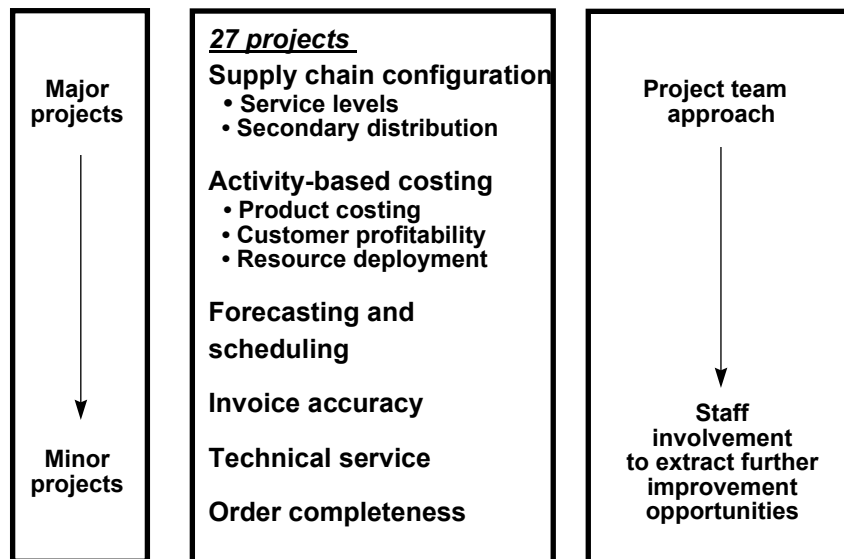 Major
projects
Minor
projects
27 projects
Supply chain configuration
• Service levels
• Secondary distribution
Activity-based costing
• Product costing
• Customer profitability
• Resource deployment
Forecasting and
scheduling
Invoice accuracy
Technical service
Order completeness
Project team
approach
Staff
involvement
to extract further
improvement
opportunities